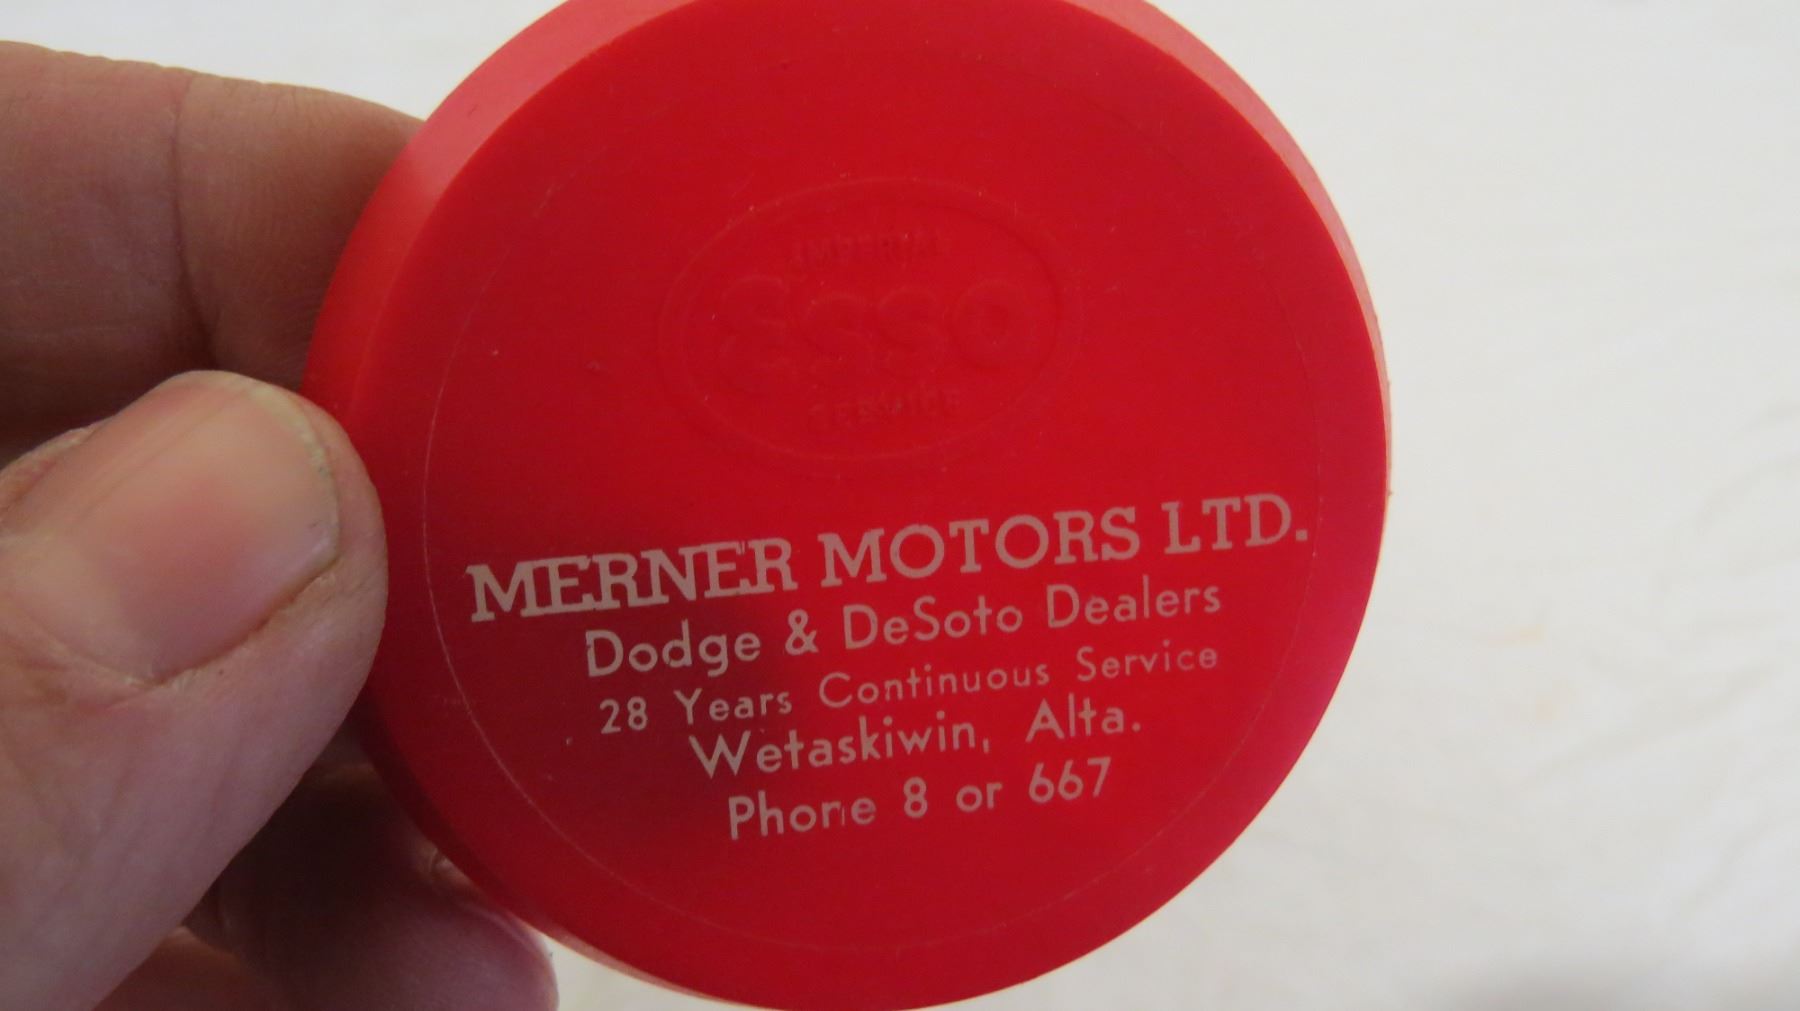 IMPERIAL
Esso
SERVICE
MERNER MOTORS LTD.
Dodge & DeSoto Dealers
28 Years Continuous Service
Wetaskiwin, Alta.
Phone 8 or 667